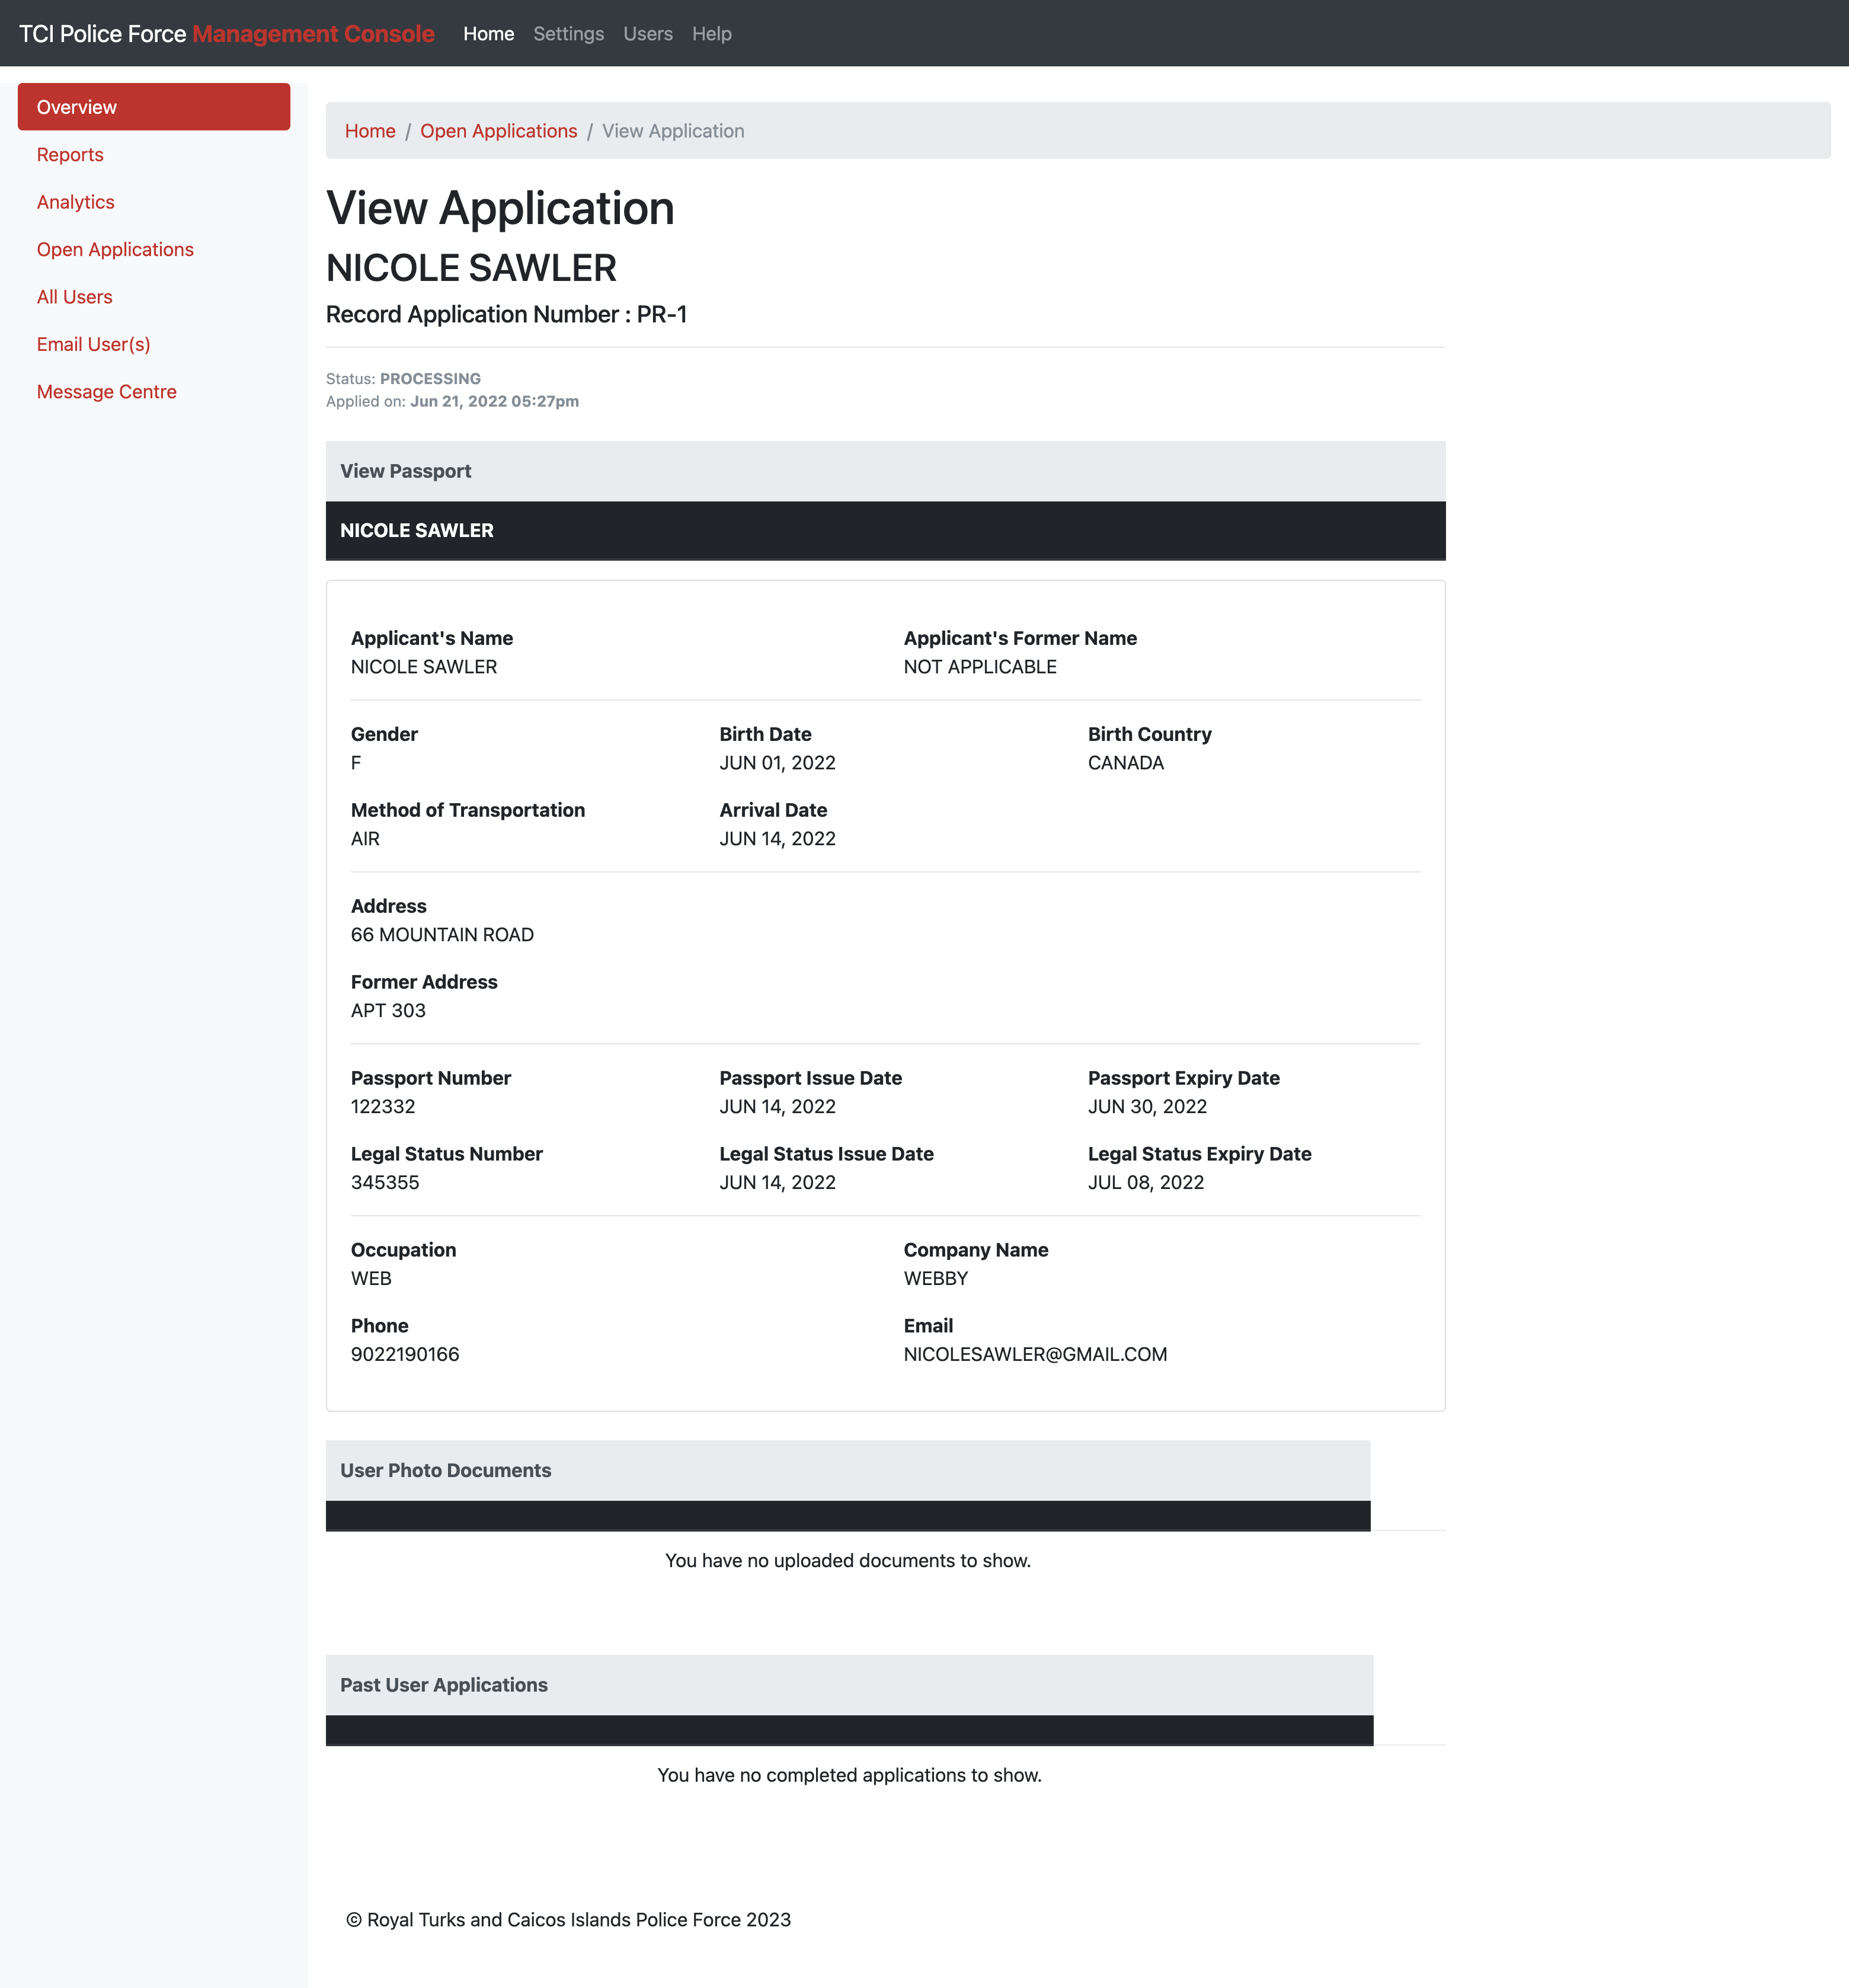 TCI Police Force Management Console Home Settings Users Help
Overview
Reports
Analytics
Open Applications
All Users
Email User(s)
Message Centre
Home / Open Applications / View Application
View Application
NICOLE SAWLER
Record Application Number : PR-1
Status: PROCESSING
Applied on: Jun 21, 2022 05:27pm
View Passport
NICOLE SAWLER
Applicant's Name Applicant's Former Name
NICOLE SAWLER NOT APPLICABLE
Gender Birth Date Birth Country
F JUN 01, 2022 CANADA
Method of Transportation Arrival Date
AIR JUN 14, 2022
Address
66 MOUNTAIN ROAD
Former Address
APT 303
Passport Number Passport Issue Date Passport Expiry Date
122332 JUN 14, 2022 JUN 30, 2022
Legal Status Number Legal Status Issue Date Legal Status Expiry Date
345355 JUN 14, 2022 JUL 08, 2022
Occupation Company Name
WEB WEBBY
Phone Email
9022190166 NICOLESAWLER@GMAIL.COM
User Photo Documents
You have no uploaded documents to show.
Past User Applications
You have no completed applications to show.
© Royal Turks and Caicos Islands Police Force 2023